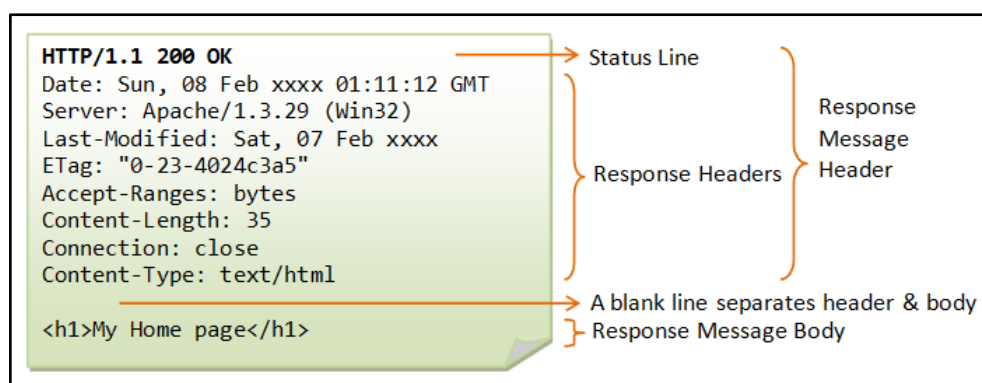 HTTP/1.1 200 OK
Date: Sun, 08 Feb xxxx 01:11:12 GMT
Server: Apache/1.3.29 (Win32)
Last-Modified: Sat, 07 Feb xxxx
ETag: "0-23-4024c3a5"
Accept-Ranges: bytes
Content-Length: 35
Connection: close
Content-Type: text/html
<h1>My Home page</h1>
Status Line
Response Headers
Response
Message
Header
A blank line separates header & body
Response Message Body